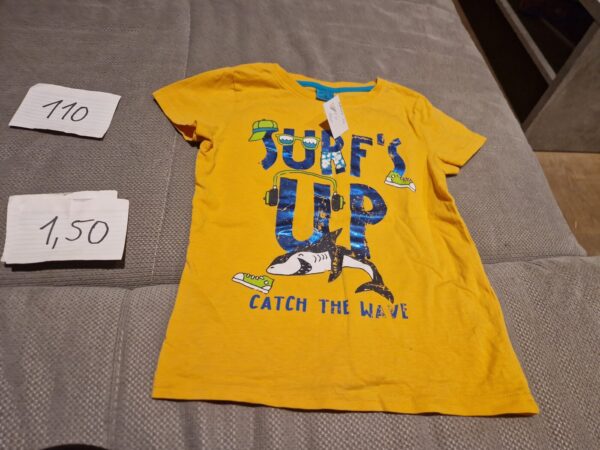 110
1,50
SURF'S
UP
CATCH THE WAVE